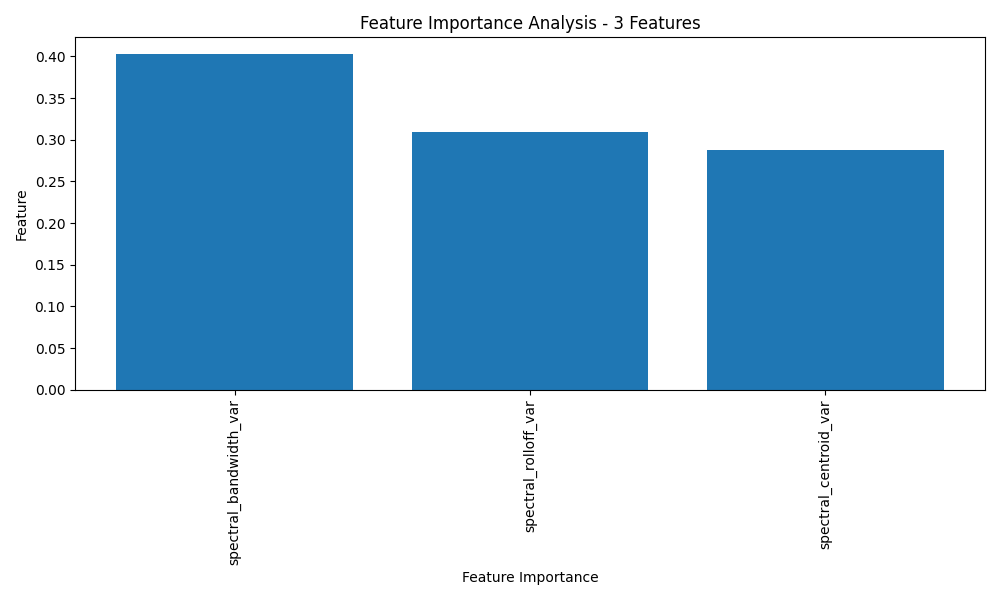 Feature Importance Analysis - 3 Features
Feature
0.40
0.35
0.30
0.25
0.20
0.15
0.10
0.05
0.00
spectral_bandwidth_var
spectral_rolloff_var
spectral_centroid_var
Feature Importance